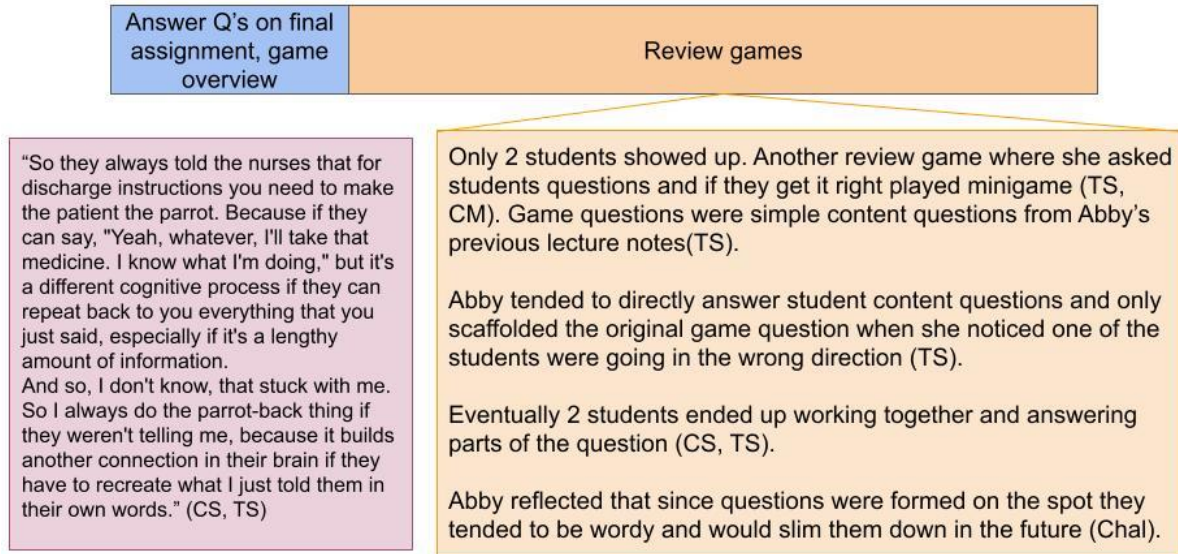 Answer Q's on final
assignment, game
overview
Review games
“So they always told the nurses that for
discharge instructions you need to make
the patient the parrot. Because if they
can say, "Yeah, whatever, I'll take that
medicine. I know what I'm doing," but it's
a different cognitive process if they can
repeat back to you everything that you
just said, especially if it's a lengthy
amount of information.
And so, I don't know, that stuck with me.
So I always do the parrot-back thing if
they weren't telling me, because it builds
another connection in their brain if they
have to recreate what I just told them in
their own words.” (CS, TS)
Only 2 students showed up. Another review game where she asked
students questions and if they get it right played minigame (TS,
CM). Game questions were simple content questions from Abby's
previous lecture notes(TS).
Abby tended to directly answer student content questions and only
scaffolded the original game question when she noticed one of the
students were going in the wrong direction (TS).
Eventually 2 students ended up working together and answering
parts of the question (CS, TS).
Abby reflected that since questions were formed on the spot they
tended to be wordy and would slim them down in the future (Chal).